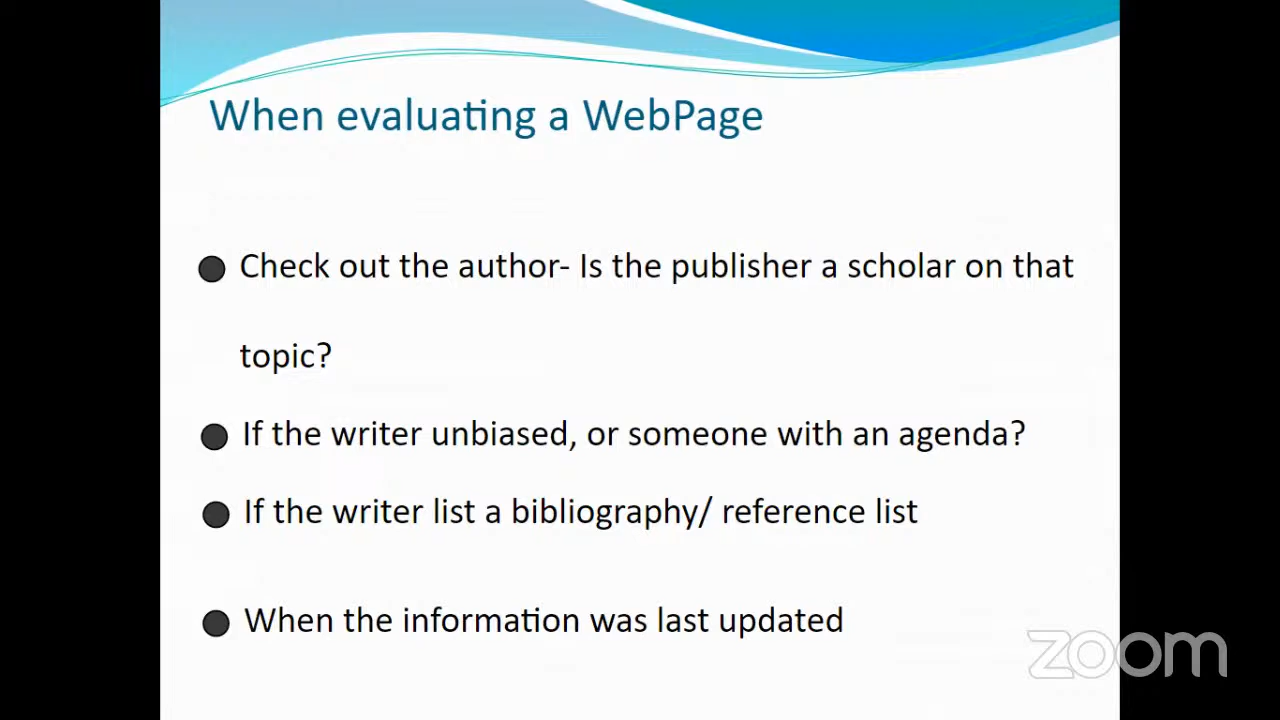 When evaluating a WebPage
● Check out the author- Is the publisher a scholar on that
topic?
● If the writer unbiased, or someone with an agenda?
● If the writer list a bibliography/ reference list
● When the information was last updated
zoom